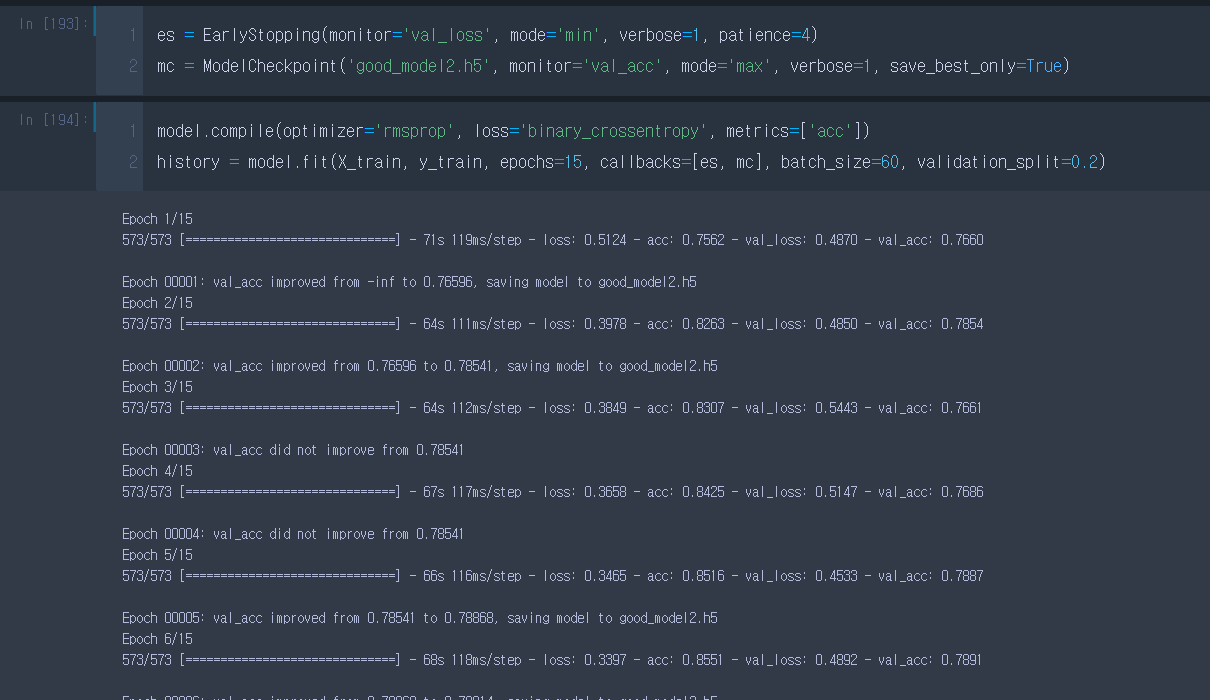 In [193]:
1 es = EarlyStopping(monitor='val_loss', mode='min', verbose=1, patience=4)
2 mc = ModelCheckpoint('good_model2.h5', monitor='val_acc', mode='max', verbose=1, save_best_only=True)
In [194]:
1 model.compile(optimizer='rmsprop', loss='binary_crossentropy', metrics=['acc'])
2 history = model.fit(X_train, y_train, epochs=15, callbacks=[es, mc], batch_size=60, validation_split=0.2)
Epoch 1/15
573/573 [==============================] - 71s 119ms/step - loss: 0.5124 - acc: 0.7562 - val_loss: 0.4870 - val_acc: 0.7660
Epoch 00001: val_acc improved from -inf to 0.76596, saving model to good_model2.h5
Epoch 2/15
573/573 [==============================] - 64s 111ms/step - loss: 0.3978 - acc: 0.8263 - val_loss: 0.4850 - val_acc: 0.7854
Epoch 00002: val_acc improved from 0.76596 to 0.78541, saving model to good_model2.h5
Epoch 3/15
573/573 [==============================] - 64s 112ms/step - loss: 0.3849 - acc: 0.8307 - val_loss: 0.5443 - val_acc: 0.7661
Epoch 00003: val_acc did not improve from 0.78541
Epoch 4/15
573/573 [==============================] - 67s 117ms/step - loss: 0.3658 - acc: 0.8425 - val_loss: 0.5147 - val_acc: 0.7686
Epoch 00004: val_acc did not improve from 0.78541
Epoch 5/15
573/573 [==============================] - 66s 116ms/step - loss: 0.3465 - acc: 0.8516 - val_loss: 0.4533 - val_acc: 0.7887
Epoch 00005: val_acc improved from 0.78541 to 0.78868, saving model to good_model2.h5
Epoch 6/15
573/573 [==============================] - 68s 118ms/step - loss: 0.3397 - acc: 0.8551 - val_loss: 0.4892 - val_acc: 0.7891